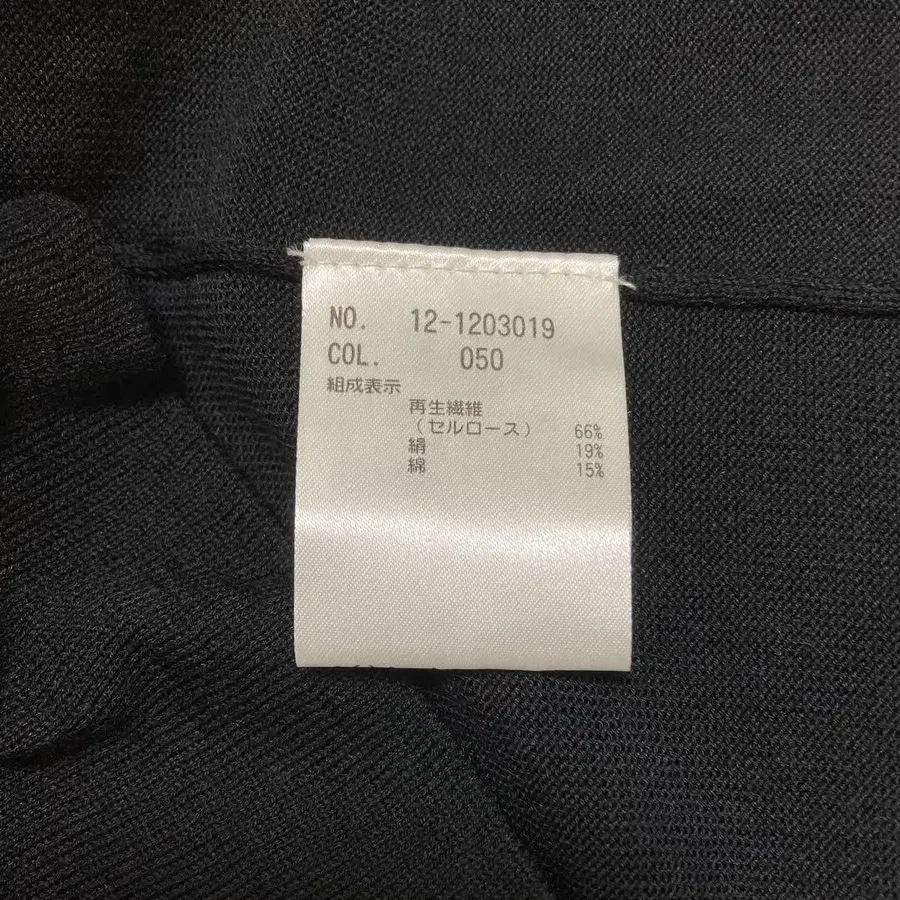 NO. 12-1203019
COL. 050
組成表示
再生繊維
(セルロース) 66%
絹 19%
綿 15%